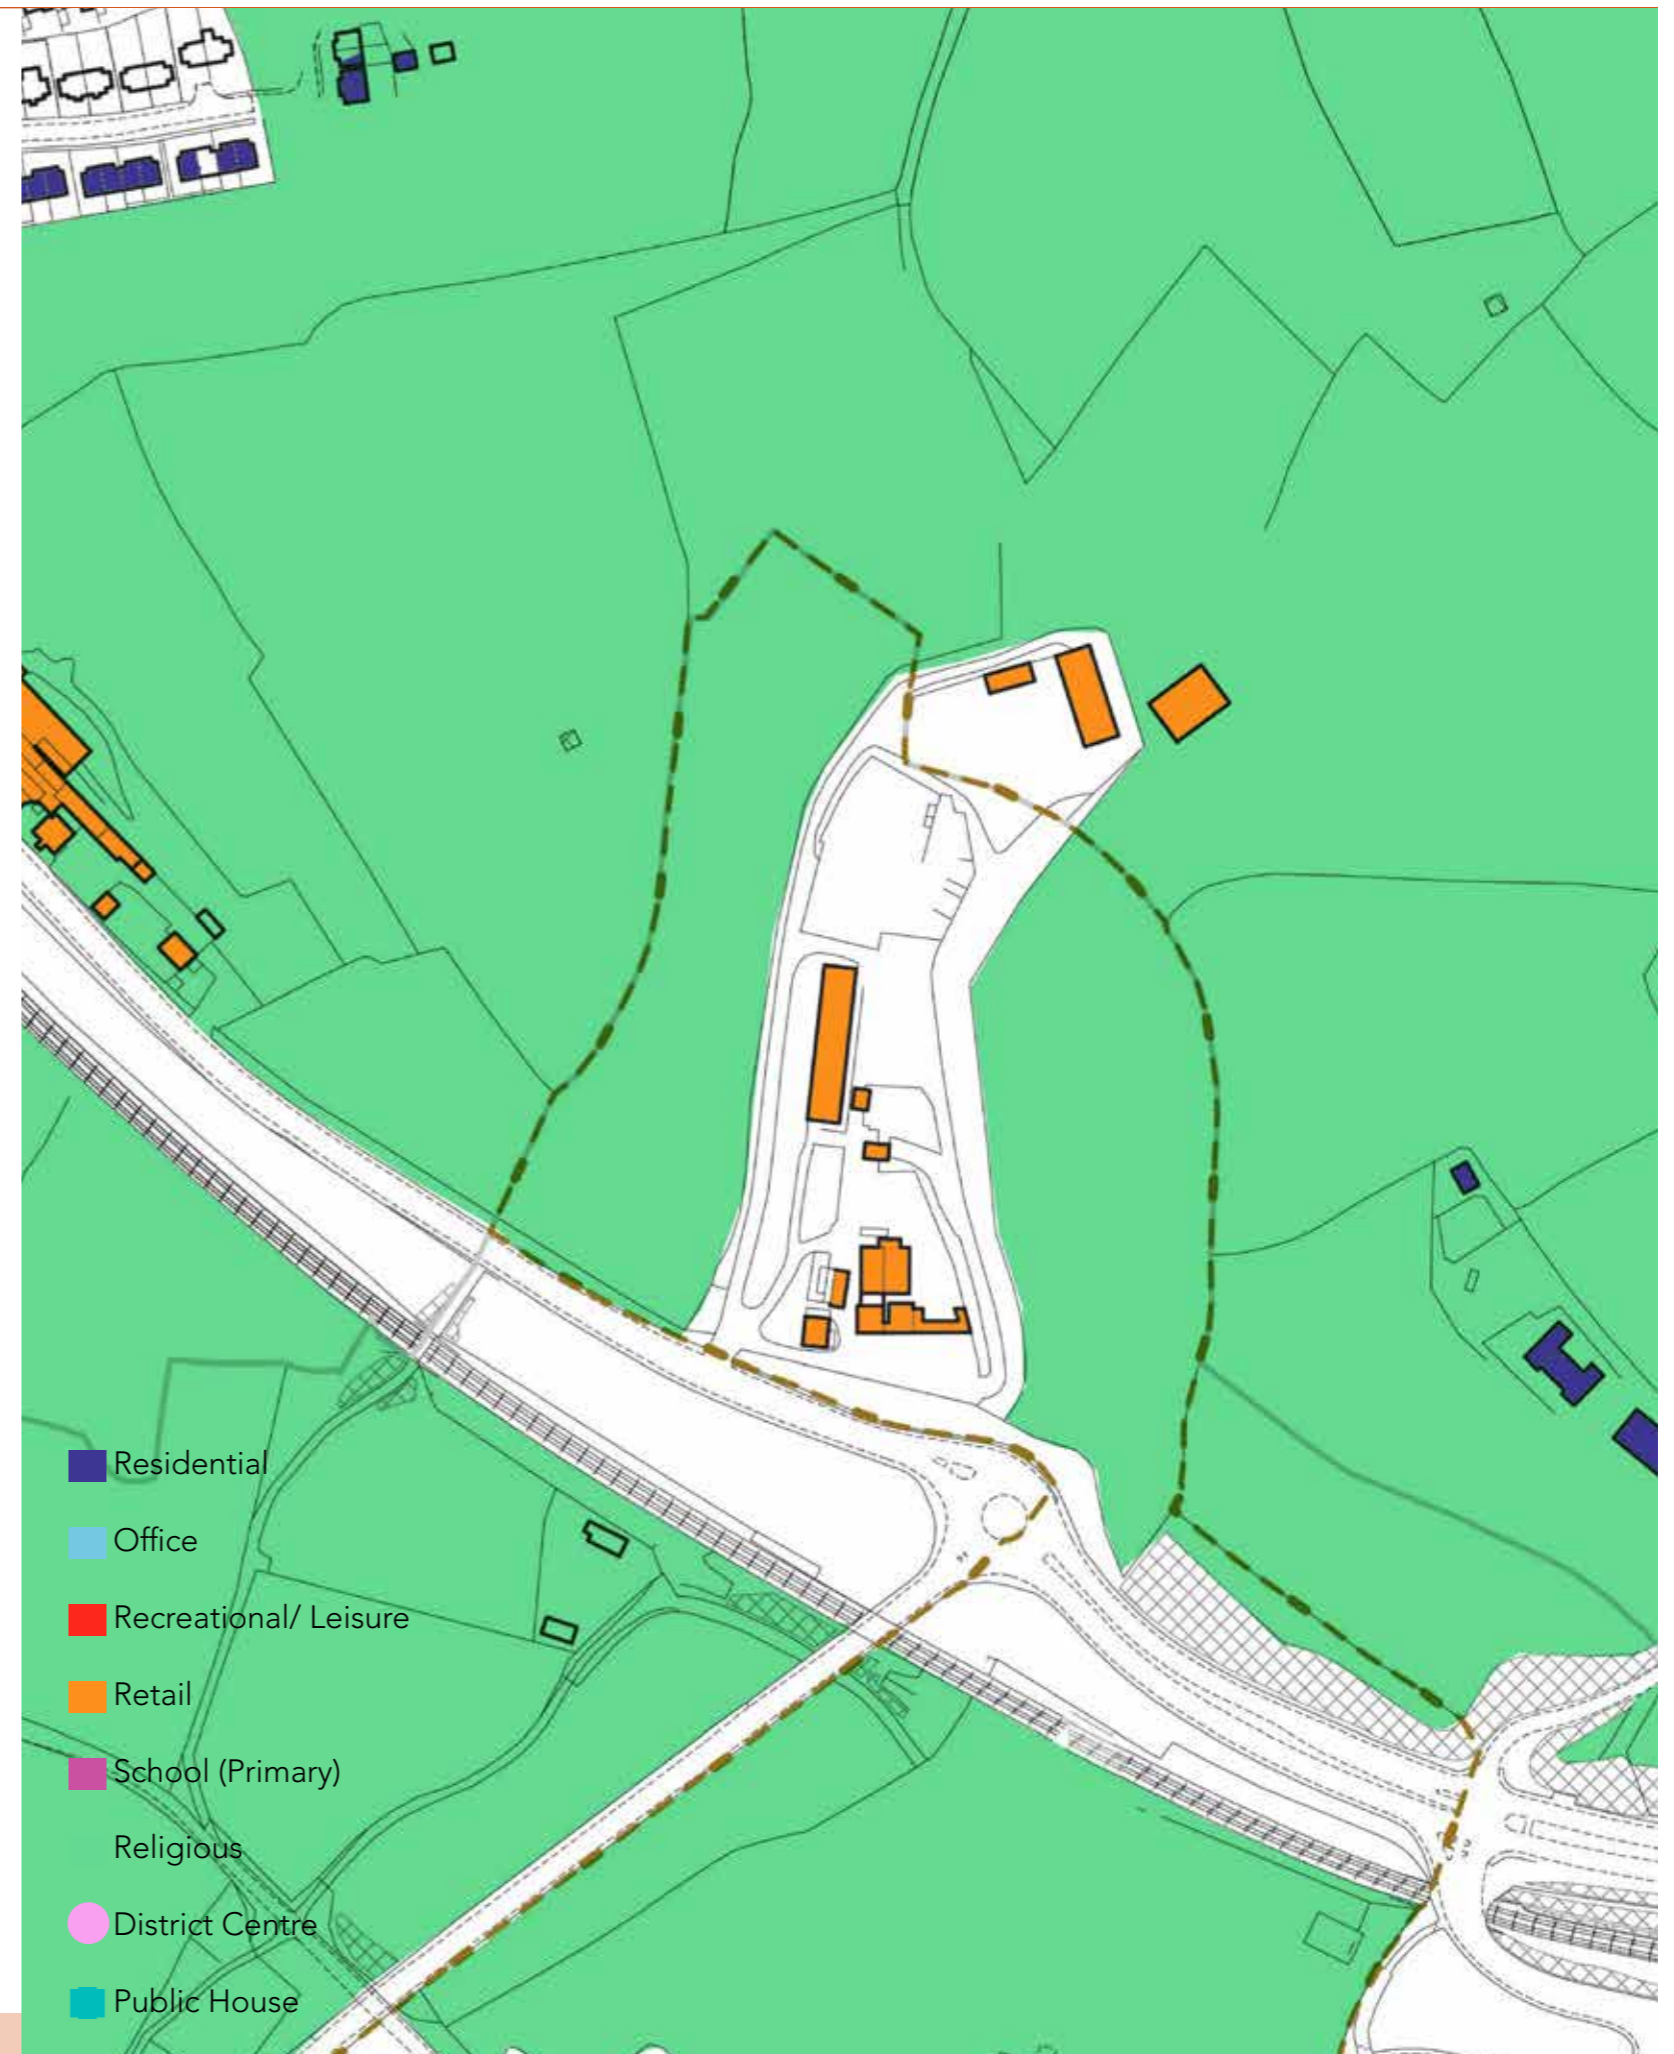 Residential
Office
Recreational/ Leisure
Retail
School (Primary)
Religious
District Centre
Public House